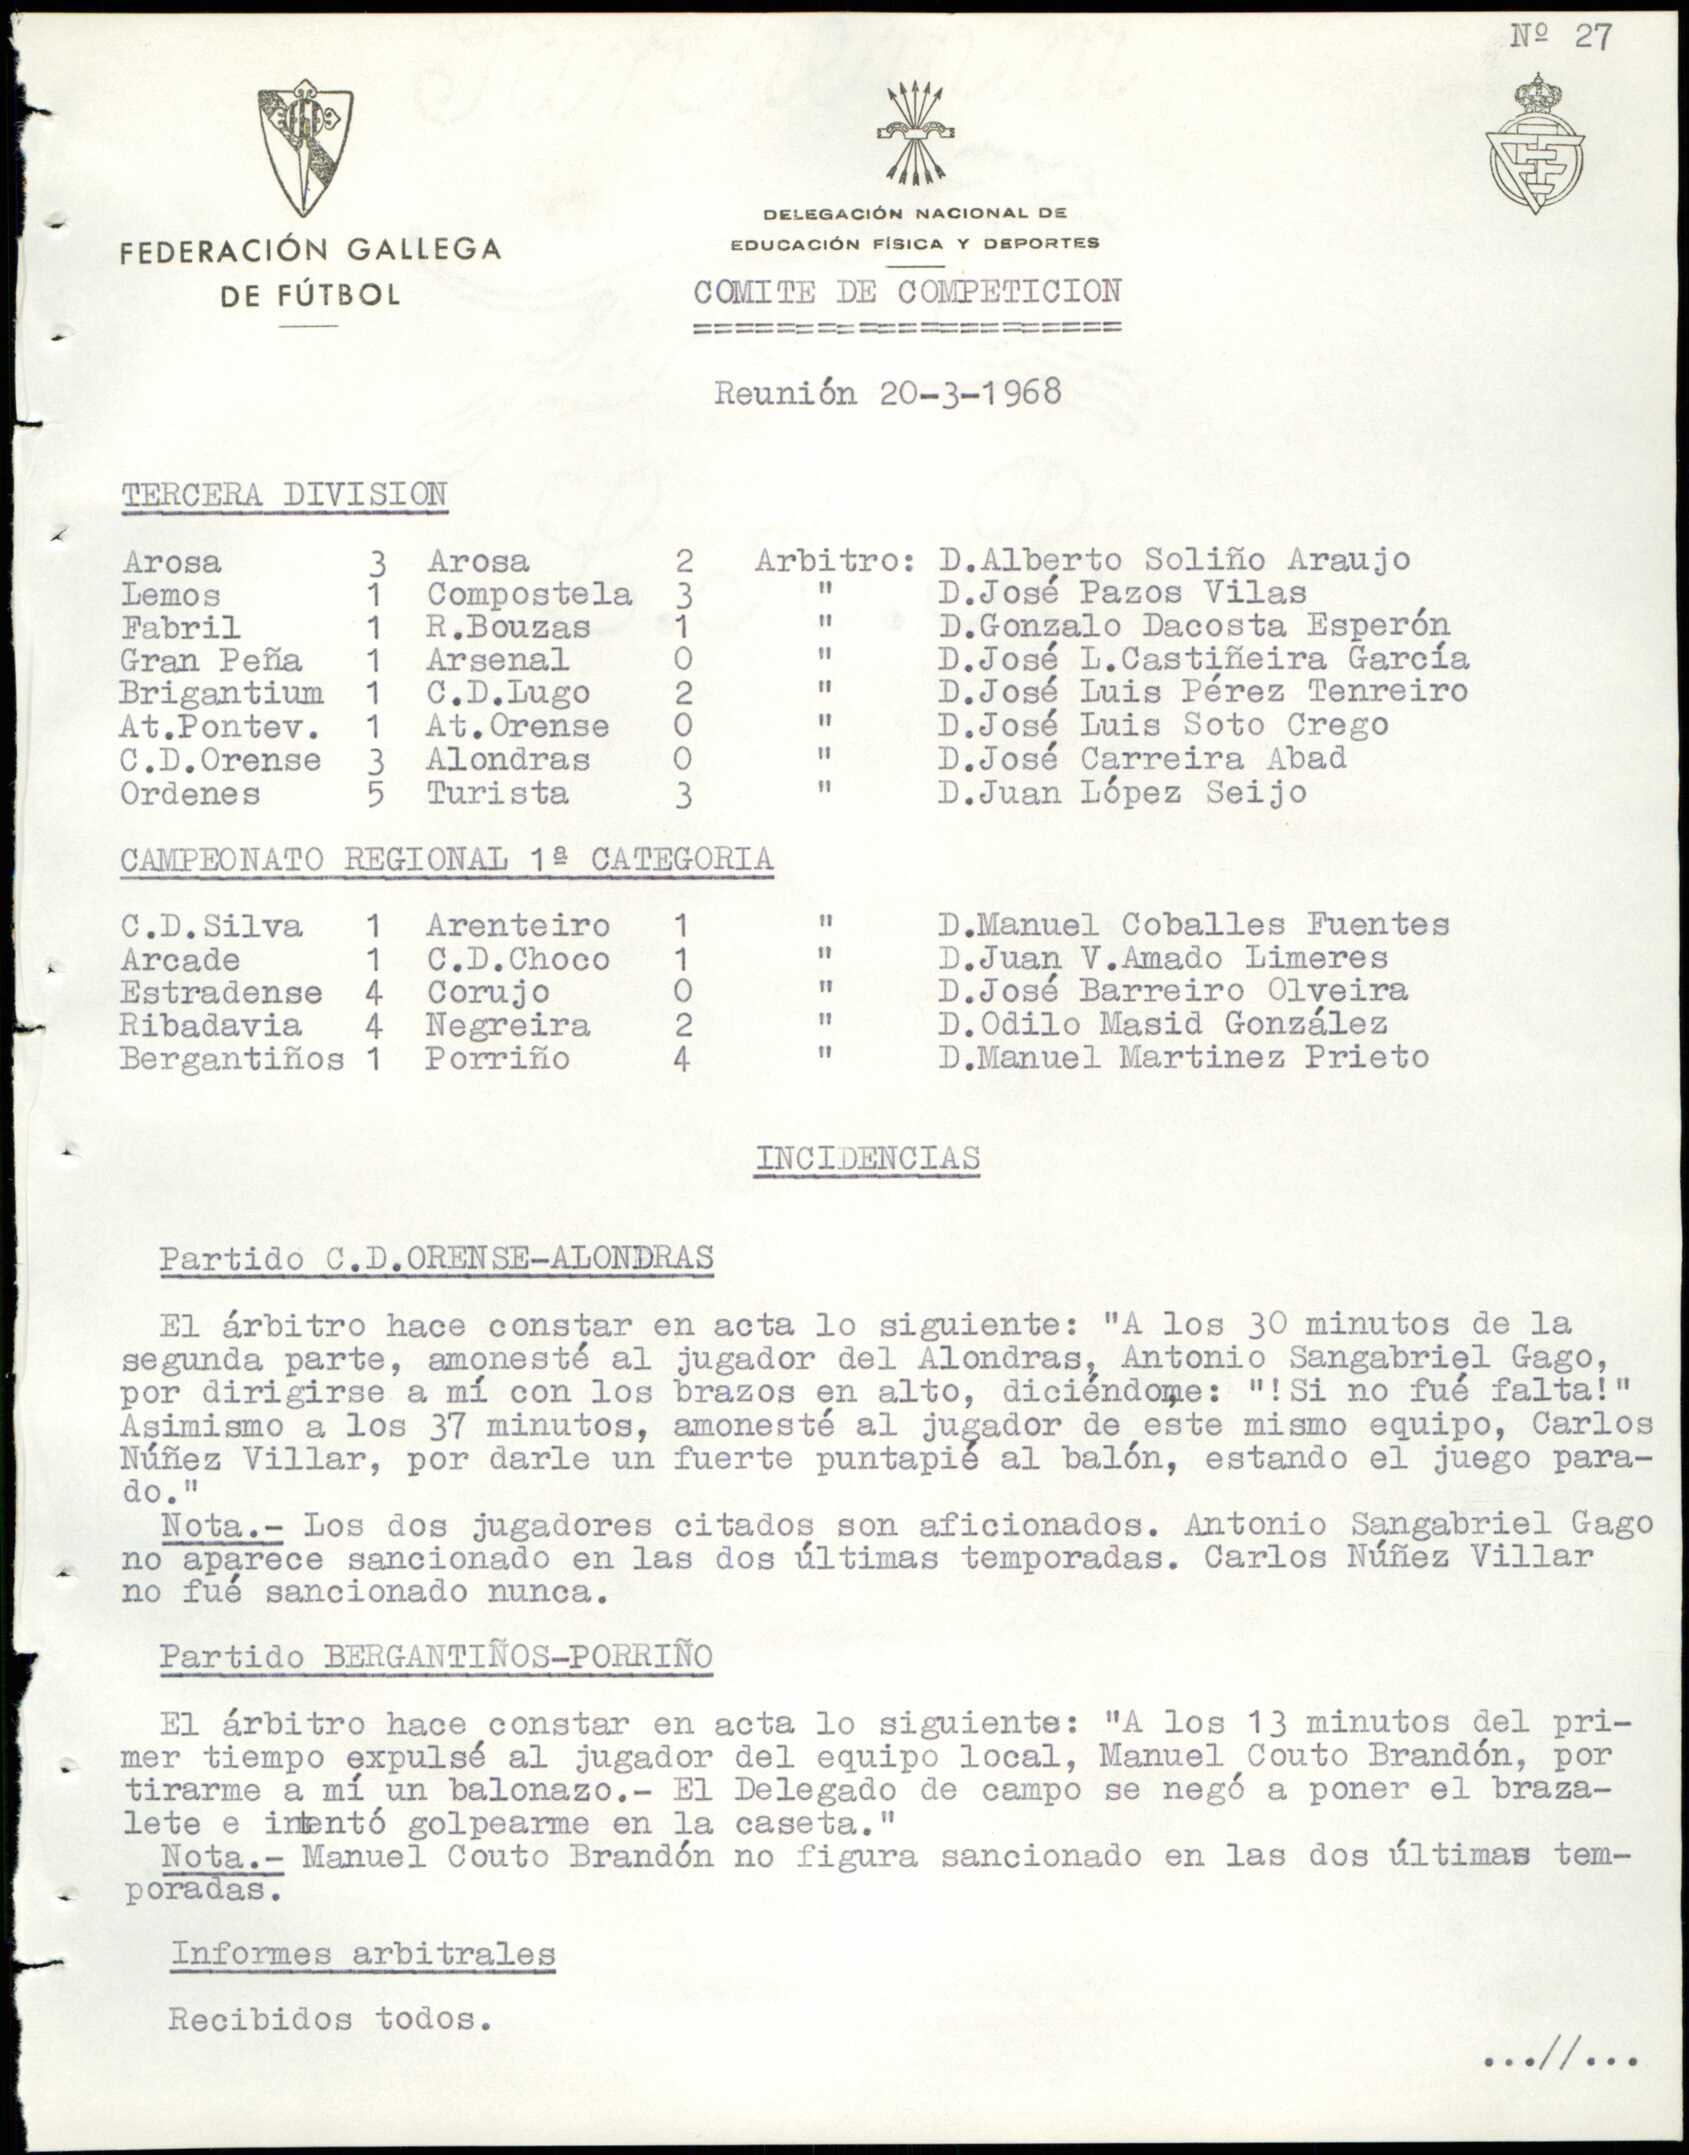 Nº 27
FEDERACIÓN GALLEGA
DE FÚTBOL
DELEGACIÓN NACIONAL DE
EDUCACIÓN FÍSICA Y DEPORTES
COMITE DE COMPETICION
=====================
Reunión 20-3-1968
TERCERA DIVISION
Arosa 3 Arosa 2 Arbitro: D.Alberto Soliño Araujo
Lemos 1 Compostela 3 " D.José Pazos Vilas
Fabril 1 R.Bouzas 1 " D.Gonzalo Dacosta Esperón
Gran Peña 1 Arsenal 0 " D.José L.Castiñeira García
Brigantium 1 C.D.Lugo 2 " D.José Luis Pérez Tenreiro
At.Pontev. 1 At.Orense 0 " D.José Luis Soto Crego
C.D.Orense 3 Alondras 0 " D.José Carreira Abad
Ordenes 5 Turista 3 " D.Juan López Seijo
CAMPEONATO REGIONAL 1ª CATEGORIA
C.D.Silva 1 Arenteiro 1 " D.Manuel Coballes Fuentes
Arcade 1 C.D.Choco 1 " D.Juan V.Amado Limeres
Estradense 4 Corujo 0 " D.José Barreiro Olveira
Ribadavia 4 Negreira 2 " D.Odilo Masid González
Bergantiños 1 Porriño 4 " D.Manuel Martinez Prieto
INCIDENCIAS
Partido C.D.ORENSE-ALONDRAS
El árbitro hace constar en acta lo siguiente: "A los 30 minutos de la
segunda parte, amonesté al jugador del Alondras, Antonio Sangabriel Gago,
por dirigirse a mí con los brazos en alto, diciéndome: "!Si no fué falta!"
Asimismo a los 37 minutos, amonesté al jugador de este mismo equipo, Carlos
Núñez Villar, por darle un fuerte puntapié al balón, estando el juego para-
do."
Nota.- Los dos jugadores citados son aficionados. Antonio Sangabriel Gago
no aparece sancionado en las dos últimas temporadas. Carlos Núñez Villar
no fué sancionado nunca.
Partido BERGANTIÑOS-PORRIÑO
El árbitro hace constar en acta lo siguiente: "A los 13 minutos del pri-
mer tiempo expulsé al jugador del equipo local, Manuel Couto Brandón, por
tirarme a mí un balonazo.- El Delegado de campo se negó a poner el braza-
lete e intentó golpearme en la caseta."
Nota.- Manuel Couto Brandón no figura sancionado en las dos últimas tem-
poradas.
Informes arbitrales
Recibidos todos.
...//...